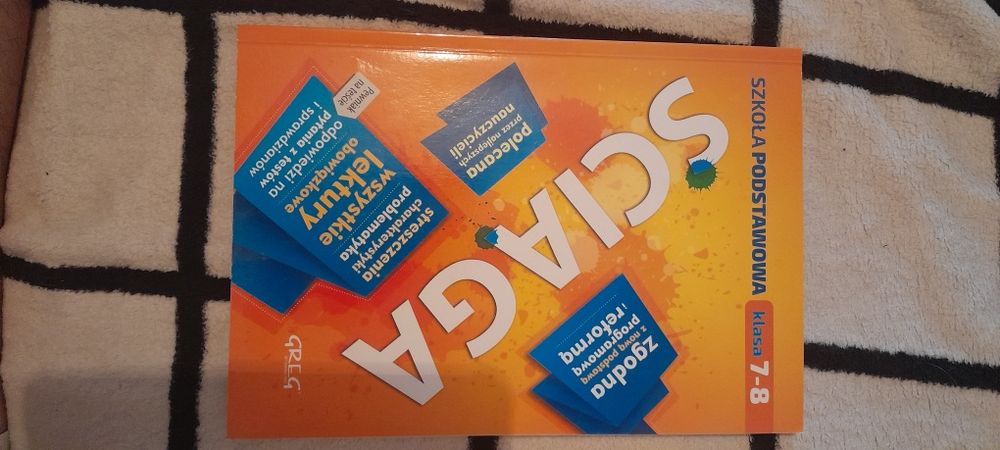 SZKOŁA PODSTAWOWA klasa 7-8
ŚCIĄGA
zgodna
z nową podstawą
programową
i reformą
polecana
przez najlepszych
nauczycieli
streszczenia
charakterystyki
problematyka
wszystkie
lektury
obowiązkowe
odpowiedzi na
pytania z testów
i sprawdzianów
Pewniak
na teście
GREG